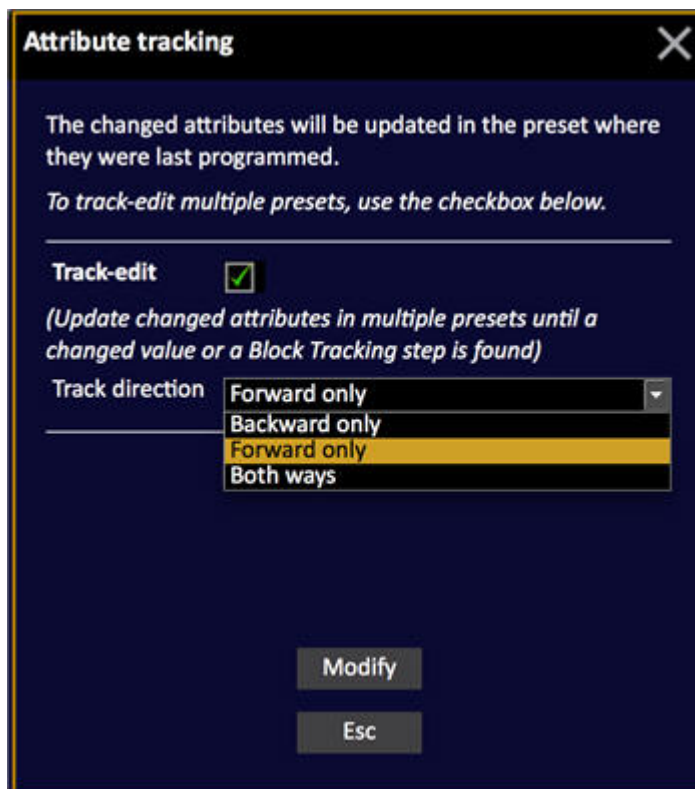 Attribute tracking
The changed attributes will be updated in the preset where
they were last programmed.
To track-edit multiple presets, use the checkbox below.
Track-edit
(Update changed attributes in multiple presets until a
changed value or a Block Tracking step is found)
Track direction Forward only
Backward only
Forward only
Both ways
Modify
Esc